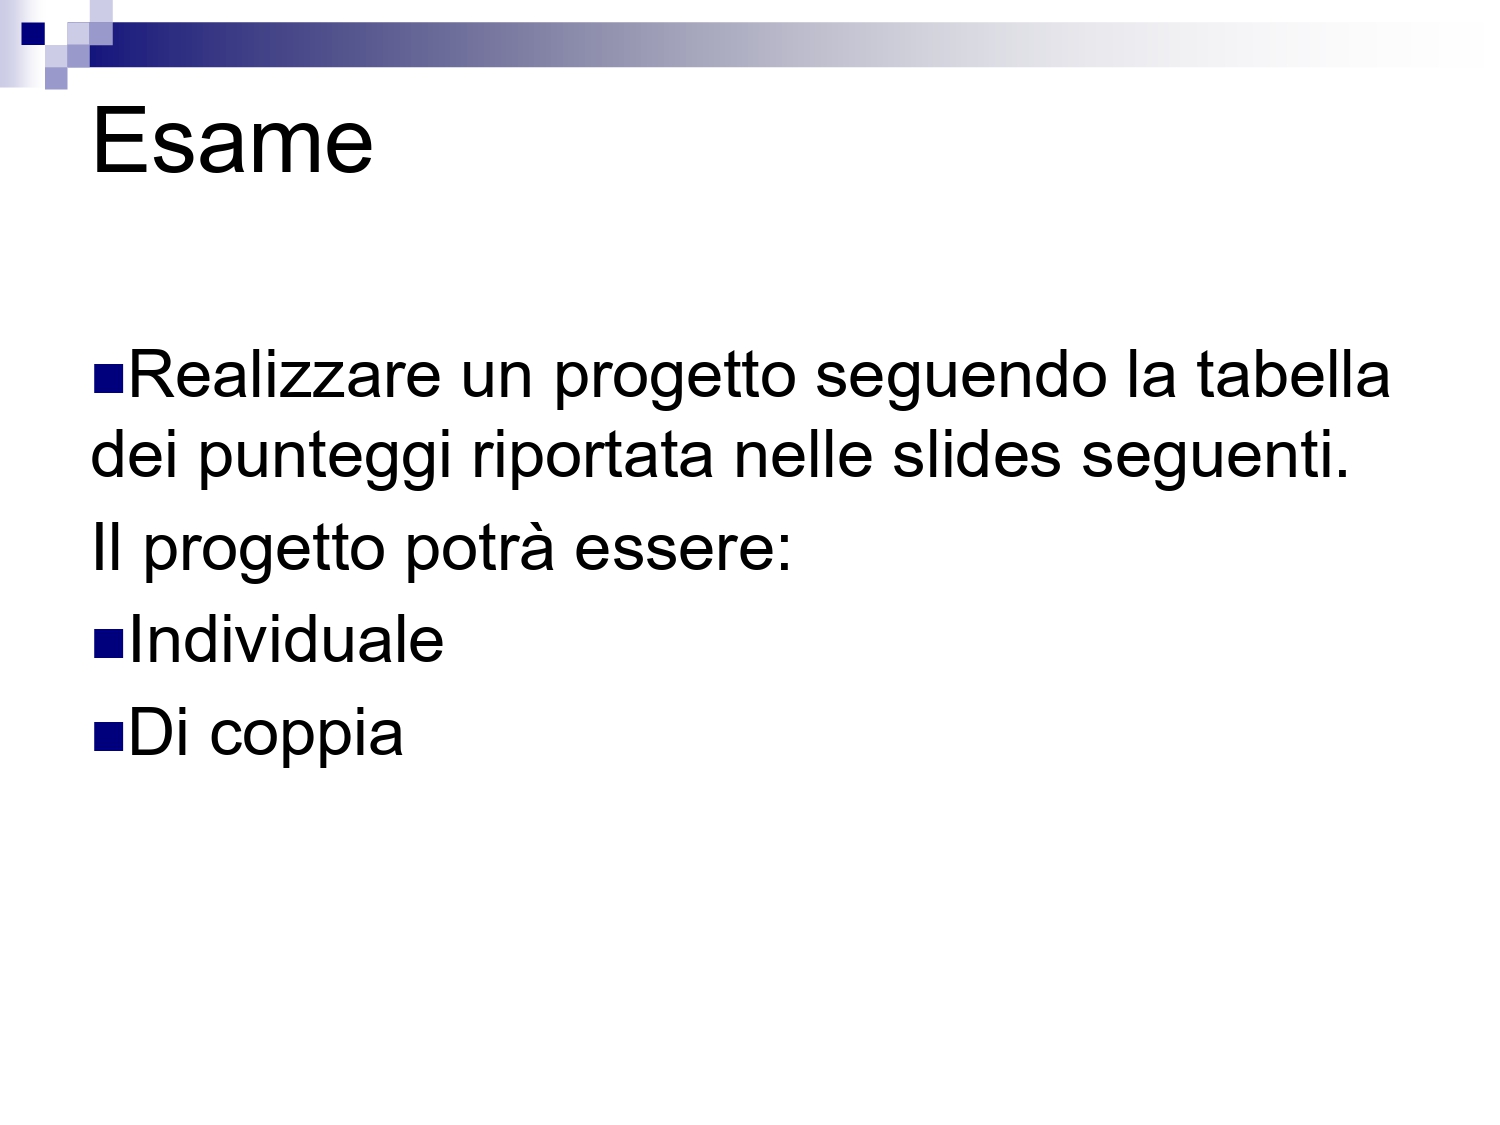 Esame
Realizzare un progetto seguendo la tabella
dei punteggi riportata nelle slides seguenti.
Il progetto potrà essere:
Individuale
Di coppia